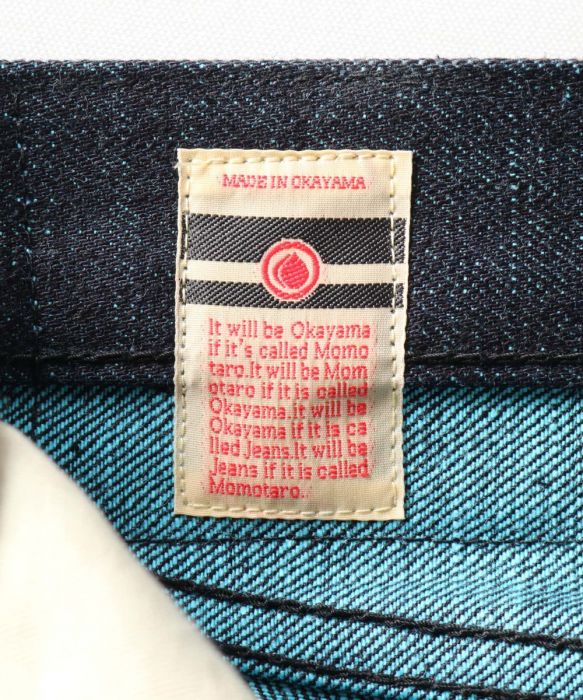 MADE IN OKAYAMA
It will be Okayama
if it's called Momo
taro.It will be Mom
otaro if it is called
Okayama.it will be
Okayama if it is ca
lled Jeans.It will be
Jeans if it is called
Momotaro.